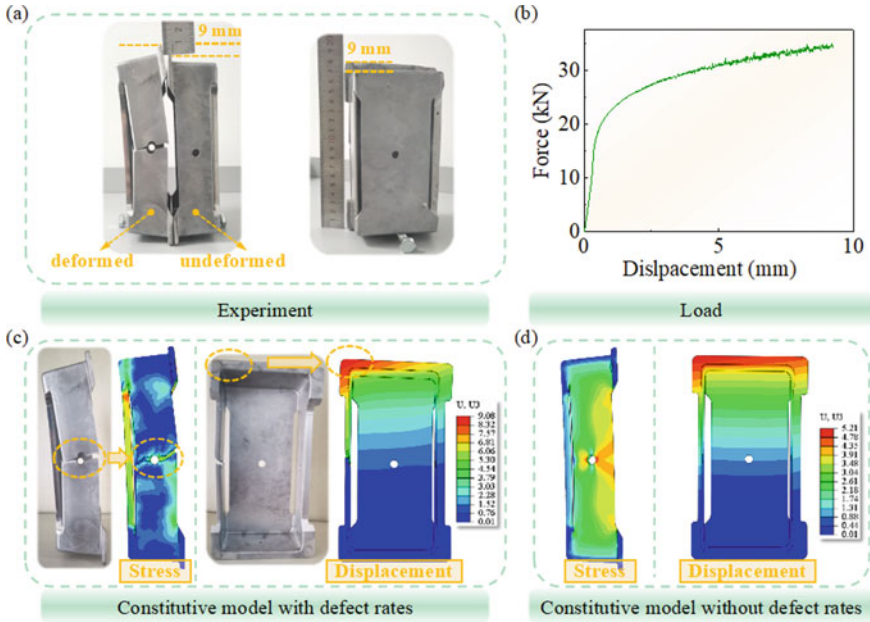 (a)
9 mm
9 mm
deformed
undeformed
Experiment
(b)
Force (kN)
30
20
10
0
0
5
10
Dislpacement (mm)
Load
(c)
U, U3
9.08
8.32
7.57
6.81
6.06
5.30
4.54
3.79
3.03
2.28
1.52
0.76
0.01
Stress
Displacement
Constitutive model with defect rates
(d)
U, U3
5.21
4.78
4.35
3.91
3.48
3.04
2.61
2.18
1.74
1.31
0.88
0.44
0.01
Stress
Displacement
Constitutive model without defect rates